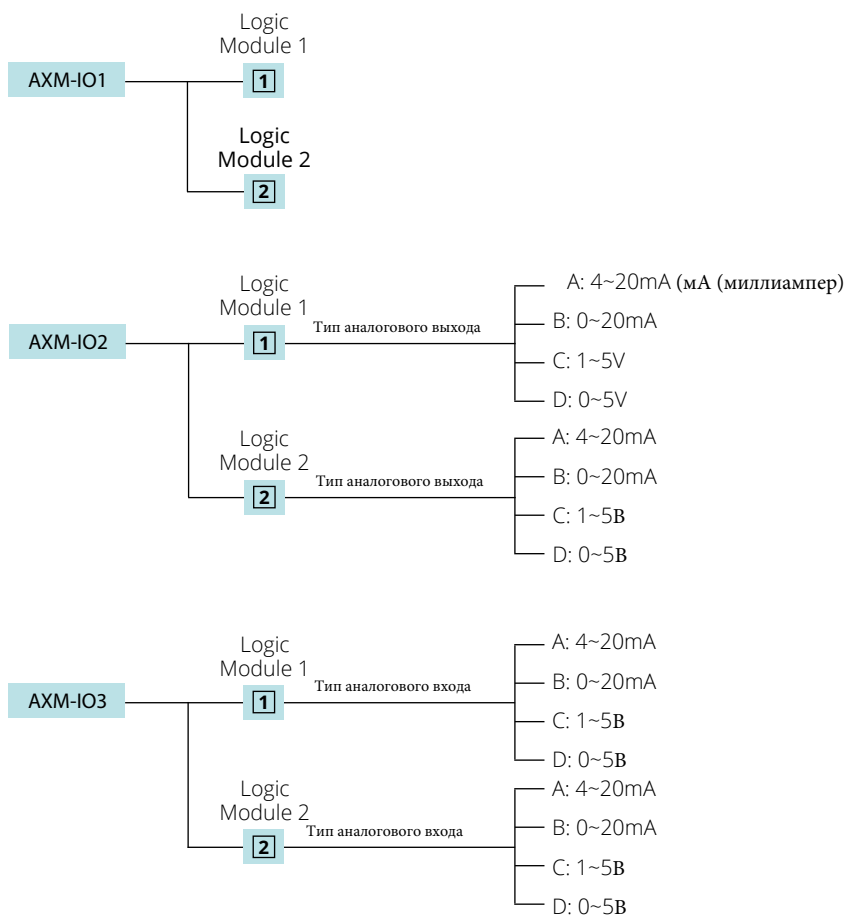 Logic
Module 1
AXM-IO1
1
Logic
Module 2
2
Logic
Module 1
AXM-IO2
1
Тип аналогового выхода
A: 4~20mA (мА (миллиампер)
B: 0~20mA
C: 1~5V
D: 0~5V
Logic
Module 2
2
Тип аналогового выхода
A: 4~20mA
B: 0~20mA
C: 1~5В
D: 0~5В
Logic
Module 1
AXM-IO3
1
Тип аналогового входа
A: 4~20mA
B: 0~20mA
C: 1~5В
D: 0~5В
Logic
Module 2
2
Тип аналогового входа
A: 4~20mA
B: 0~20mA
C: 1~5В
D: 0~5В